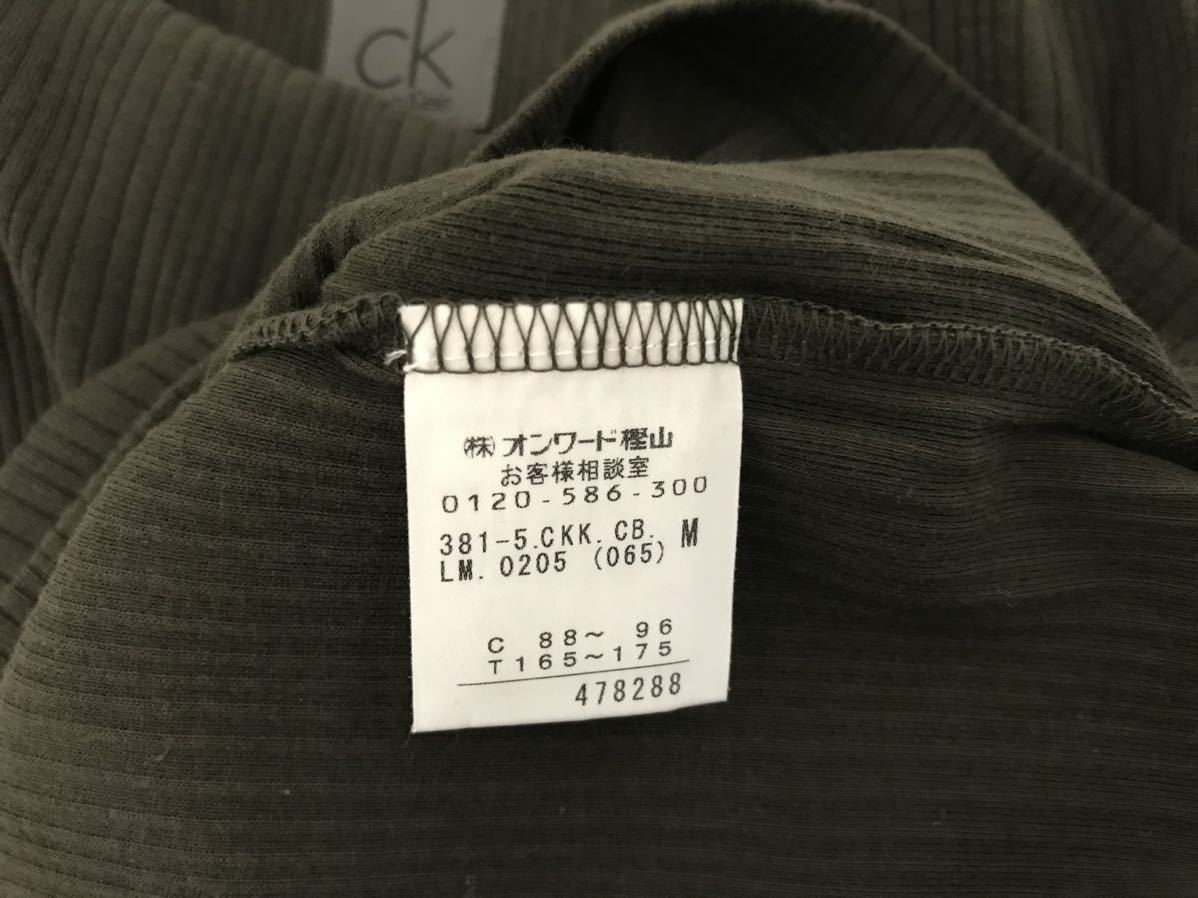 CK
㈱オンワード樫山
お客様相談室
0120-586-300
381-5.CKK.CB. M
LM.0205 (065)
C 88～ 96
T165～175
478288